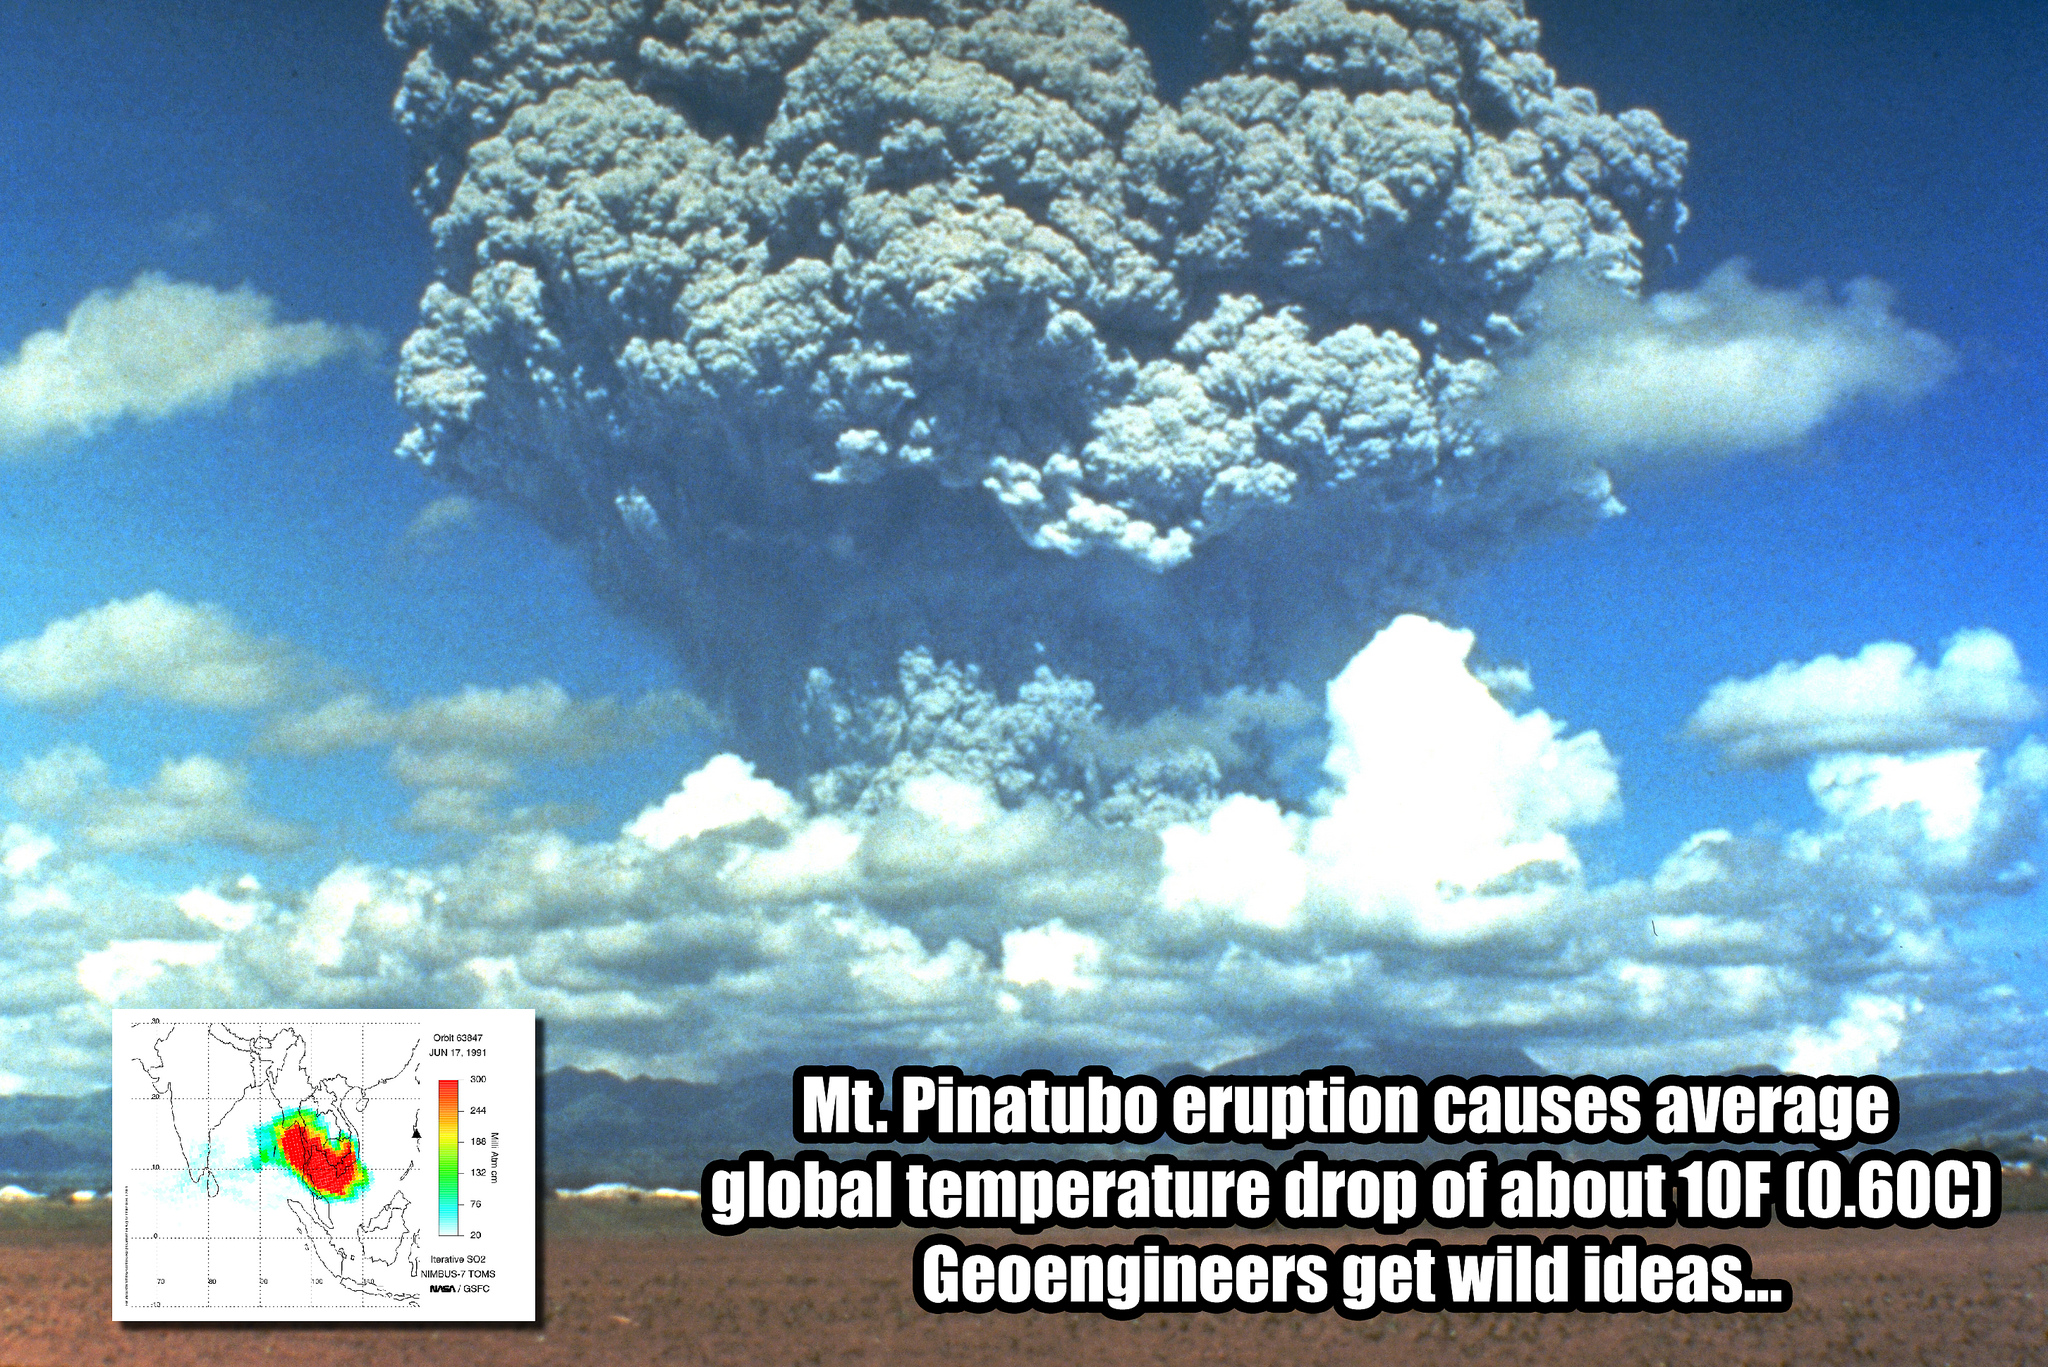 30
20
10
0
-10
70
80
90
100
110
Orbit 63847
JUN 17, 1991
300
244
188
132
76
20
Milli Atm cm
Iterative SO2
NIMBUS-7 TOMS
NASA / GSFC
Mt. Pinatubo eruption causes average
global temperature drop of about 10F (0.60C)
Geoengineers get wild ideas...